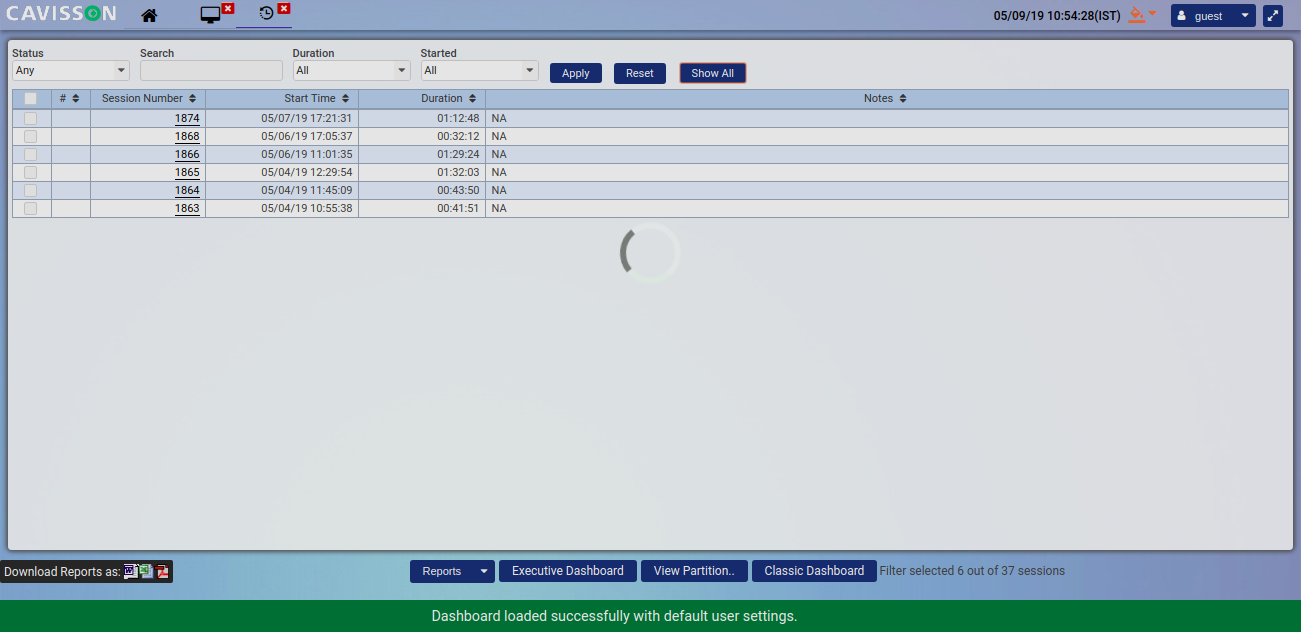 CAVISSON
05/09/19 10:54:28(IST)
guest
Status Search Duration Started
Any All All Apply Reset Show All
# Session Number Start Time Duration Notes
1874 05/07/19 17:21:31 01:12:48 NA
1868 05/06/19 17:05:37 00:32:12 NA
1866 05/06/19 11:01:35 01:29:24 NA
1865 05/04/19 12:29:54 01:32:03 NA
1864 05/04/19 11:45:09 00:43:50 NA
1863 05/04/19 10:55:38 00:41:51 NA
Download Reports as: Reports Executive Dashboard View Partition.. Classic Dashboard Filter selected 6 out of 37 sessions
Dashboard loaded successfully with default user settings.